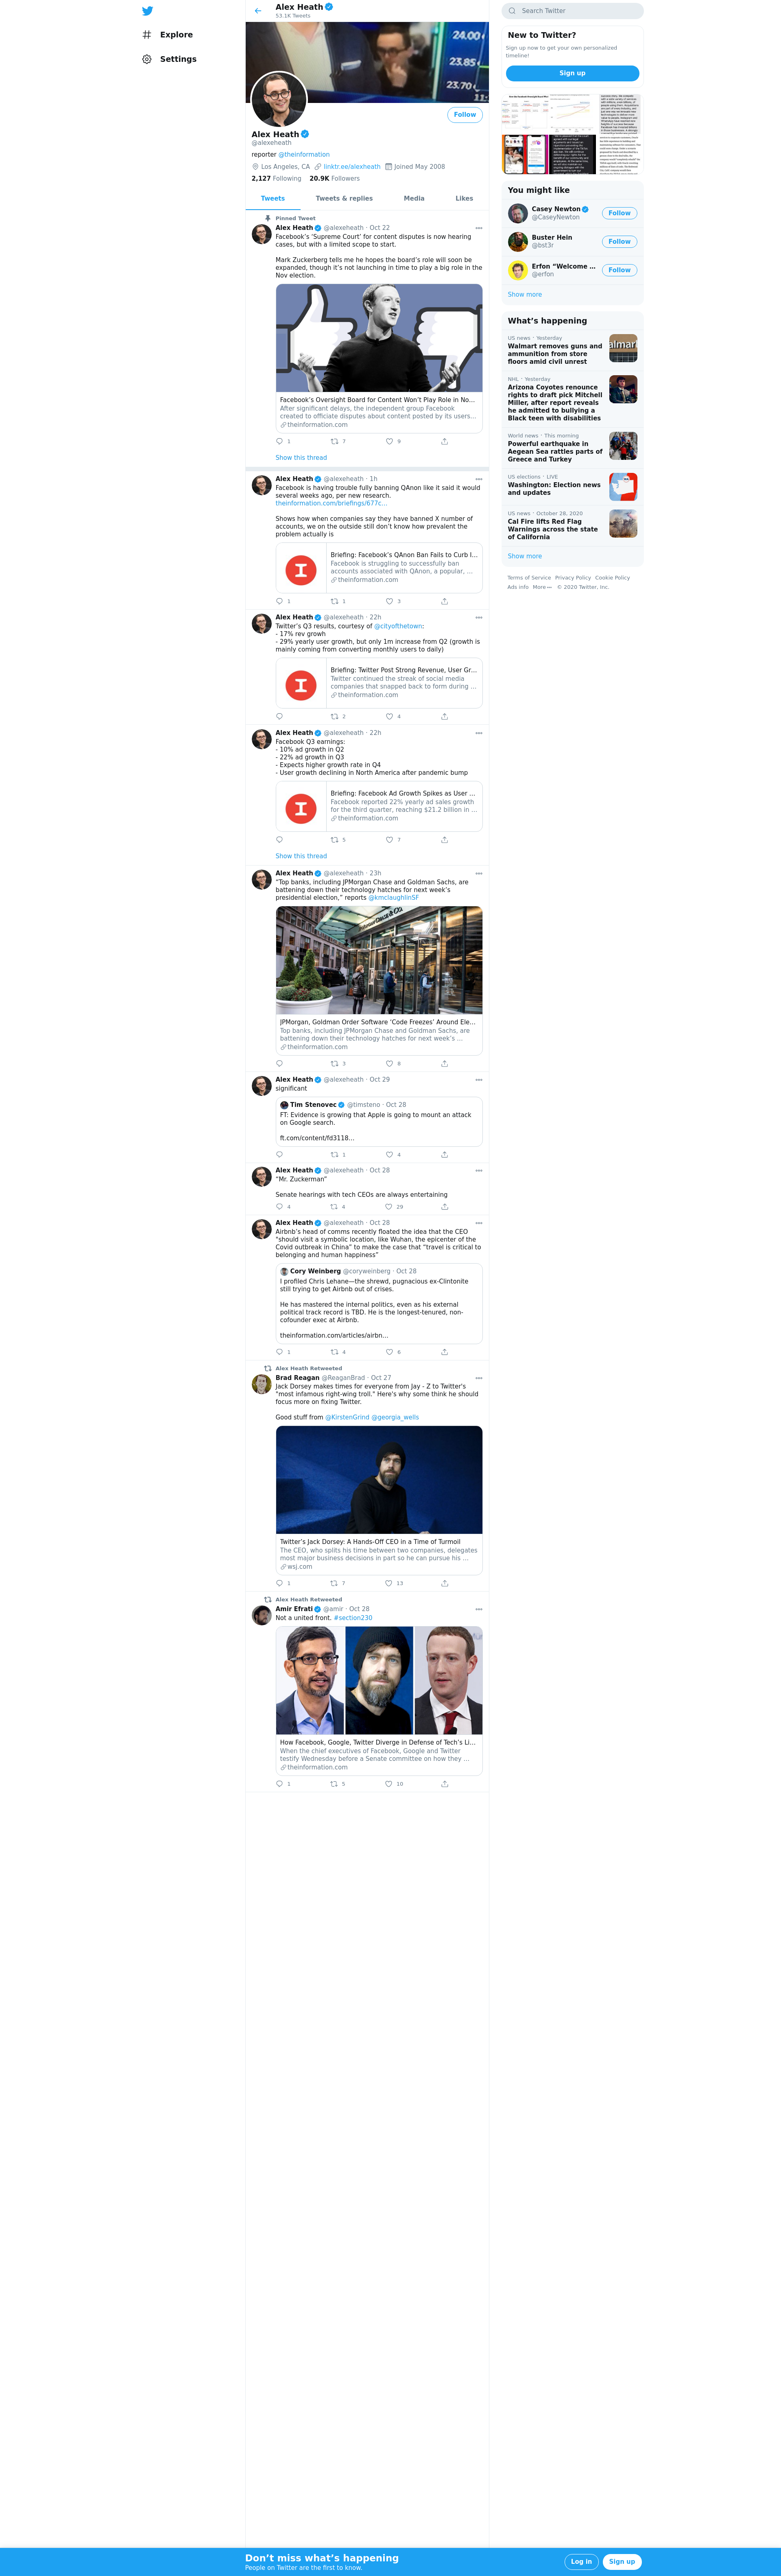 Explore
Settings
Alex Heath
53.1K Tweets
24.00
23.85
23.70
Follow
Alex Heath
@alexeheath
reporter @theinformation
Los Angeles, CA linktr.ee/alexheath Joined May 2008
2,127 Following 20.9K Followers
Tweets Tweets & replies Media Likes
Pinned Tweet
Alex Heath @alexeheath · Oct 22
Facebook’s ‘Supreme Court’ for content disputes is now hearing
cases, but with a limited scope to start.
Mark Zuckerberg tells me he hopes the board’s role will soon be
expanded, though it’s not launching in time to play a big role in the
Nov election.
Facebook’s Oversight Board for Content Won’t Play Role in No...
After significant delays, the independent group Facebook
created to officiate disputes about content posted by its users...
theinformation.com
1 7 9
Show this thread
Alex Heath @alexeheath · 1h
Facebook is having trouble fully banning QAnon like it said it would
several weeks ago, per new research.
theinformation.com/briefings/677c...
Shows how when companies say they have banned X number of
accounts, we on the outside still don’t know how prevalent the
problem actually is
Briefing: Facebook’s QAnon Ban Fails to Curb I...
Facebook is struggling to successfully ban
accounts associated with QAnon, a popular, ...
theinformation.com
1 1 3
Alex Heath @alexeheath · 22h
Twitter’s Q3 results, courtesy of @cityofthetown:
- 17% rev growh
- 29% yearly user growth, but only 1m increase from Q2 (growth is
mainly coming from converting monthly users to daily)
Briefing: Twitter Post Strong Revenue, User Gr...
Twitter continued the streak of social media
companies that snapped back to form during ...
theinformation.com
2 4
Alex Heath @alexeheath · 22h
Facebook Q3 earnings:
- 10% ad growth in Q2
- 22% ad growth in Q3
- Expects higher growth rate in Q4
- User growth declining in North America after pandemic bump
Briefing: Facebook Ad Growth Spikes as User ...
Facebook reported 22% yearly ad sales growth
for the third quarter, reaching $21.2 billion in ...
theinformation.com
5 7
Show this thread
Alex Heath @alexeheath · 23h
“Top banks, including JPMorgan Chase and Goldman Sachs, are
battening down their technology hatches for next week’s
presidential election,” reports @kmclaughlinSF
JPMorgan, Goldman Order Software ‘Code Freezes’ Around Ele...
Top banks, including JPMorgan Chase and Goldman Sachs, are
battening down their technology hatches for next week’s ...
theinformation.com
3 8
Alex Heath @alexeheath · Oct 29
significant
Tim Stenovec @timsteno · Oct 28
FT: Evidence is growing that Apple is going to mount an attack
on Google search.
ft.com/content/fd3118...
1 4
Alex Heath @alexeheath · Oct 28
“Mr. Zuckerman”
Senate hearings with tech CEOs are always entertaining
4 4 29
Alex Heath @alexeheath · Oct 28
Airbnb’s head of comms recently floated the idea that the CEO
“should visit a symbolic location, like Wuhan, the epicenter of the
Covid outbreak in China” to make the case that “travel is critical to
belonging and human happiness”
Cory Weinberg @coryweinberg · Oct 28
I profiled Chris Lehane—the shrewd, pugnacious ex-Clintonite
still trying to get Airbnb out of crises.
He has mastered the internal politics, even as his external
political track record is TBD. He is the longest-tenured, non-
cofounder exec at Airbnb.
theinformation.com/articles/airbn...
1 4 6
Alex Heath Retweeted
Brad Reagan @ReaganBrad · Oct 27
Jack Dorsey makes times for everyone from Jay - Z to Twitter’s
"most infamous right-wing troll." Here's why some think he should
focus more on fixing Twitter.
Good stuff from @KirstenGrind @georgia_wells
Twitter’s Jack Dorsey: A Hands-Off CEO in a Time of Turmoil
The CEO, who splits his time between two companies, delegates
most major business decisions in part so he can pursue his ...
wsj.com
1 7 13
Alex Heath Retweeted
Amir Efrati @amir · Oct 28
Not a united front. #section230
How Facebook, Google, Twitter Diverge in Defense of Tech’s Li...
When the chief executives of Facebook, Google and Twitter
testify Wednesday before a Senate committee on how they ...
theinformation.com
1 5 10
Search Twitter
New to Twitter?
Sign up now to get your own personalized
timeline!
Sign up
You might like
Casey Newton
@CaseyNewton
Follow
Buster Hein
@bst3r
Follow
Erfon “Welcome ...
@erfon
Follow
Show more
What’s happening
US news · Yesterday
Walmart removes guns and
ammunition from store
floors amid civil unrest
NHL · Yesterday
Arizona Coyotes renounce
rights to draft pick Mitchell
Miller, after report reveals
he admitted to bullying a
Black teen with disabilities
World news · This morning
Powerful earthquake in
Aegean Sea rattles parts of
Greece and Turkey
US elections · LIVE
Washington: Election news
and updates
US news · October 28, 2020
Cal Fire lifts Red Flag
Warnings across the state
of California
Show more
Terms of Service Privacy Policy Cookie Policy
Ads info More © 2020 Twitter, Inc.
Don’t miss what’s happening
People on Twitter are the first to know.
Log in Sign up